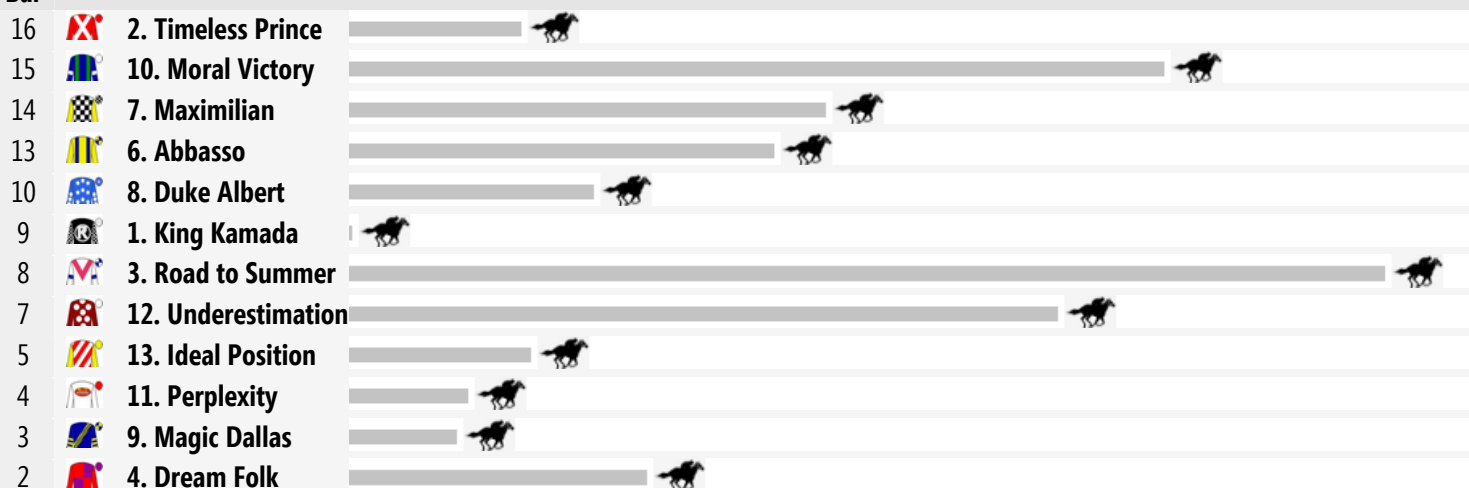 Bar
16 2. Timeless Prince
15 10. Moral Victory
14 7. Maximilian
13 6. Abbasso
10 8. Duke Albert
9 R 1. King Kamada
8 3. Road to Summer
7 12. Underestimation
5 13. Ideal Position
4 11. Perplexity
3 9. Magic Dallas
2 4. Dream Folk